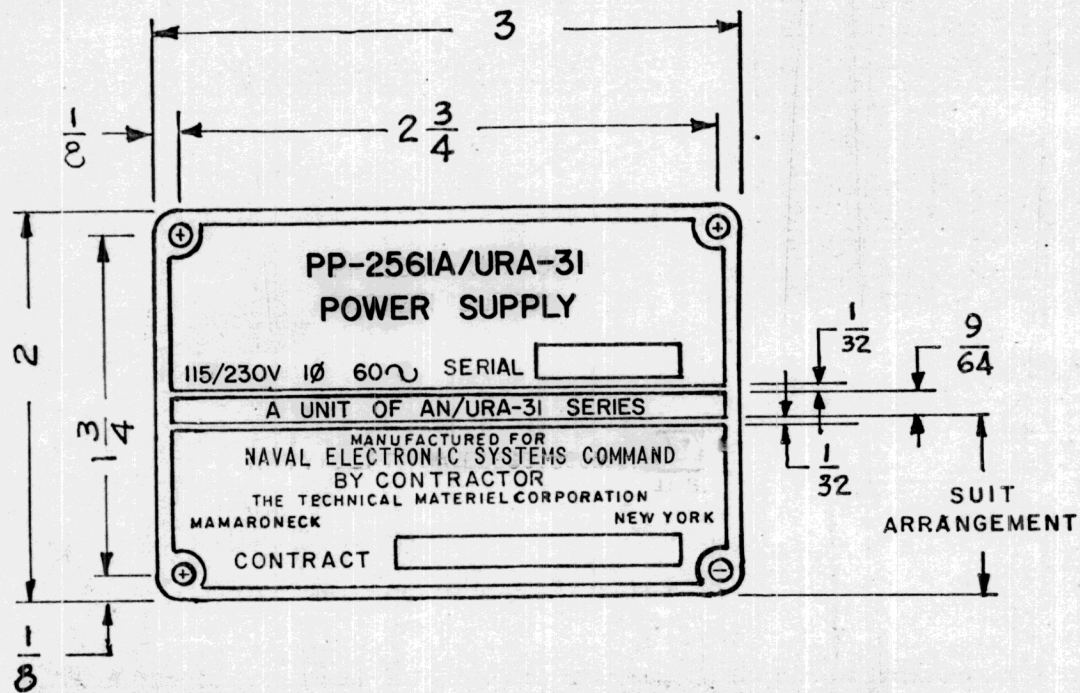 3
1/8
2 3/4
2
1 3/4
PP-2561A/URA-31
POWER SUPPLY
115/230V 1Ø 60∿ SERIAL
A UNIT OF AN/URA-31 SERIES
MANUFACTURED FOR
NAVAL ELECTRONIC SYSTEMS COMMAND
BY CONTRACTOR
THE TECHNICAL MATERIEL CORPORATION
MAMARONECK NEW YORK
CONTRACT
1/32
9/64
1/32
SUIT
ARRANGEMENT
1/8